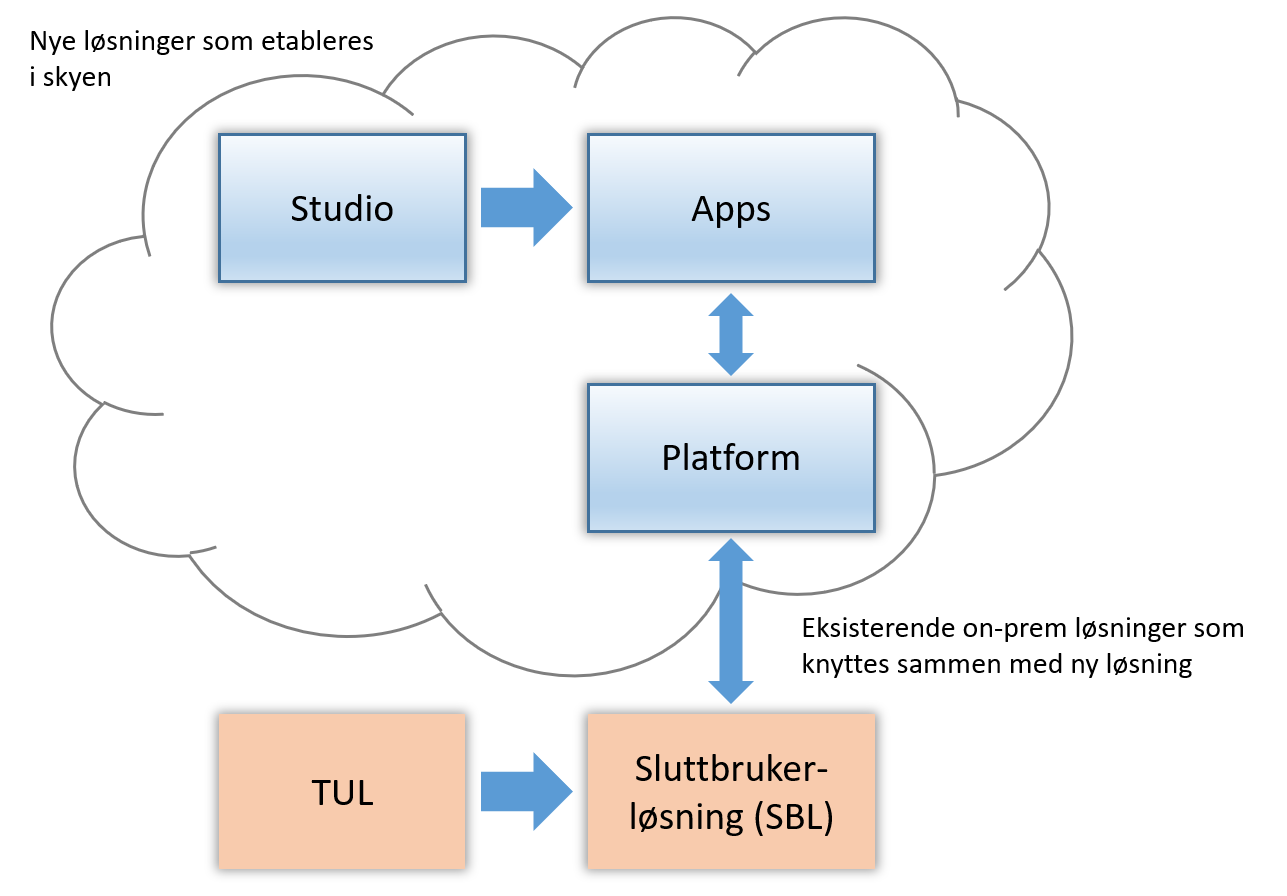 Nye løsninger som etableres
i skyen
Studio
Apps
Platform
Eksisterende on-prem løsninger som
knyttes sammen med ny løsning
TUL
Sluttbruker-
løsning (SBL)